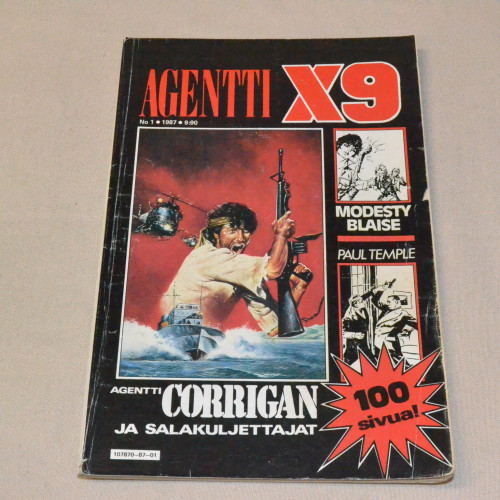 AGENTTI X9
No 1 • 1987 • 9:90
MODESTY
BLAISE
PAUL TEMPLE
AGENTTI CORRIGAN
JA SALAKULJETTAJAT
100
sivua!
107870-87-01